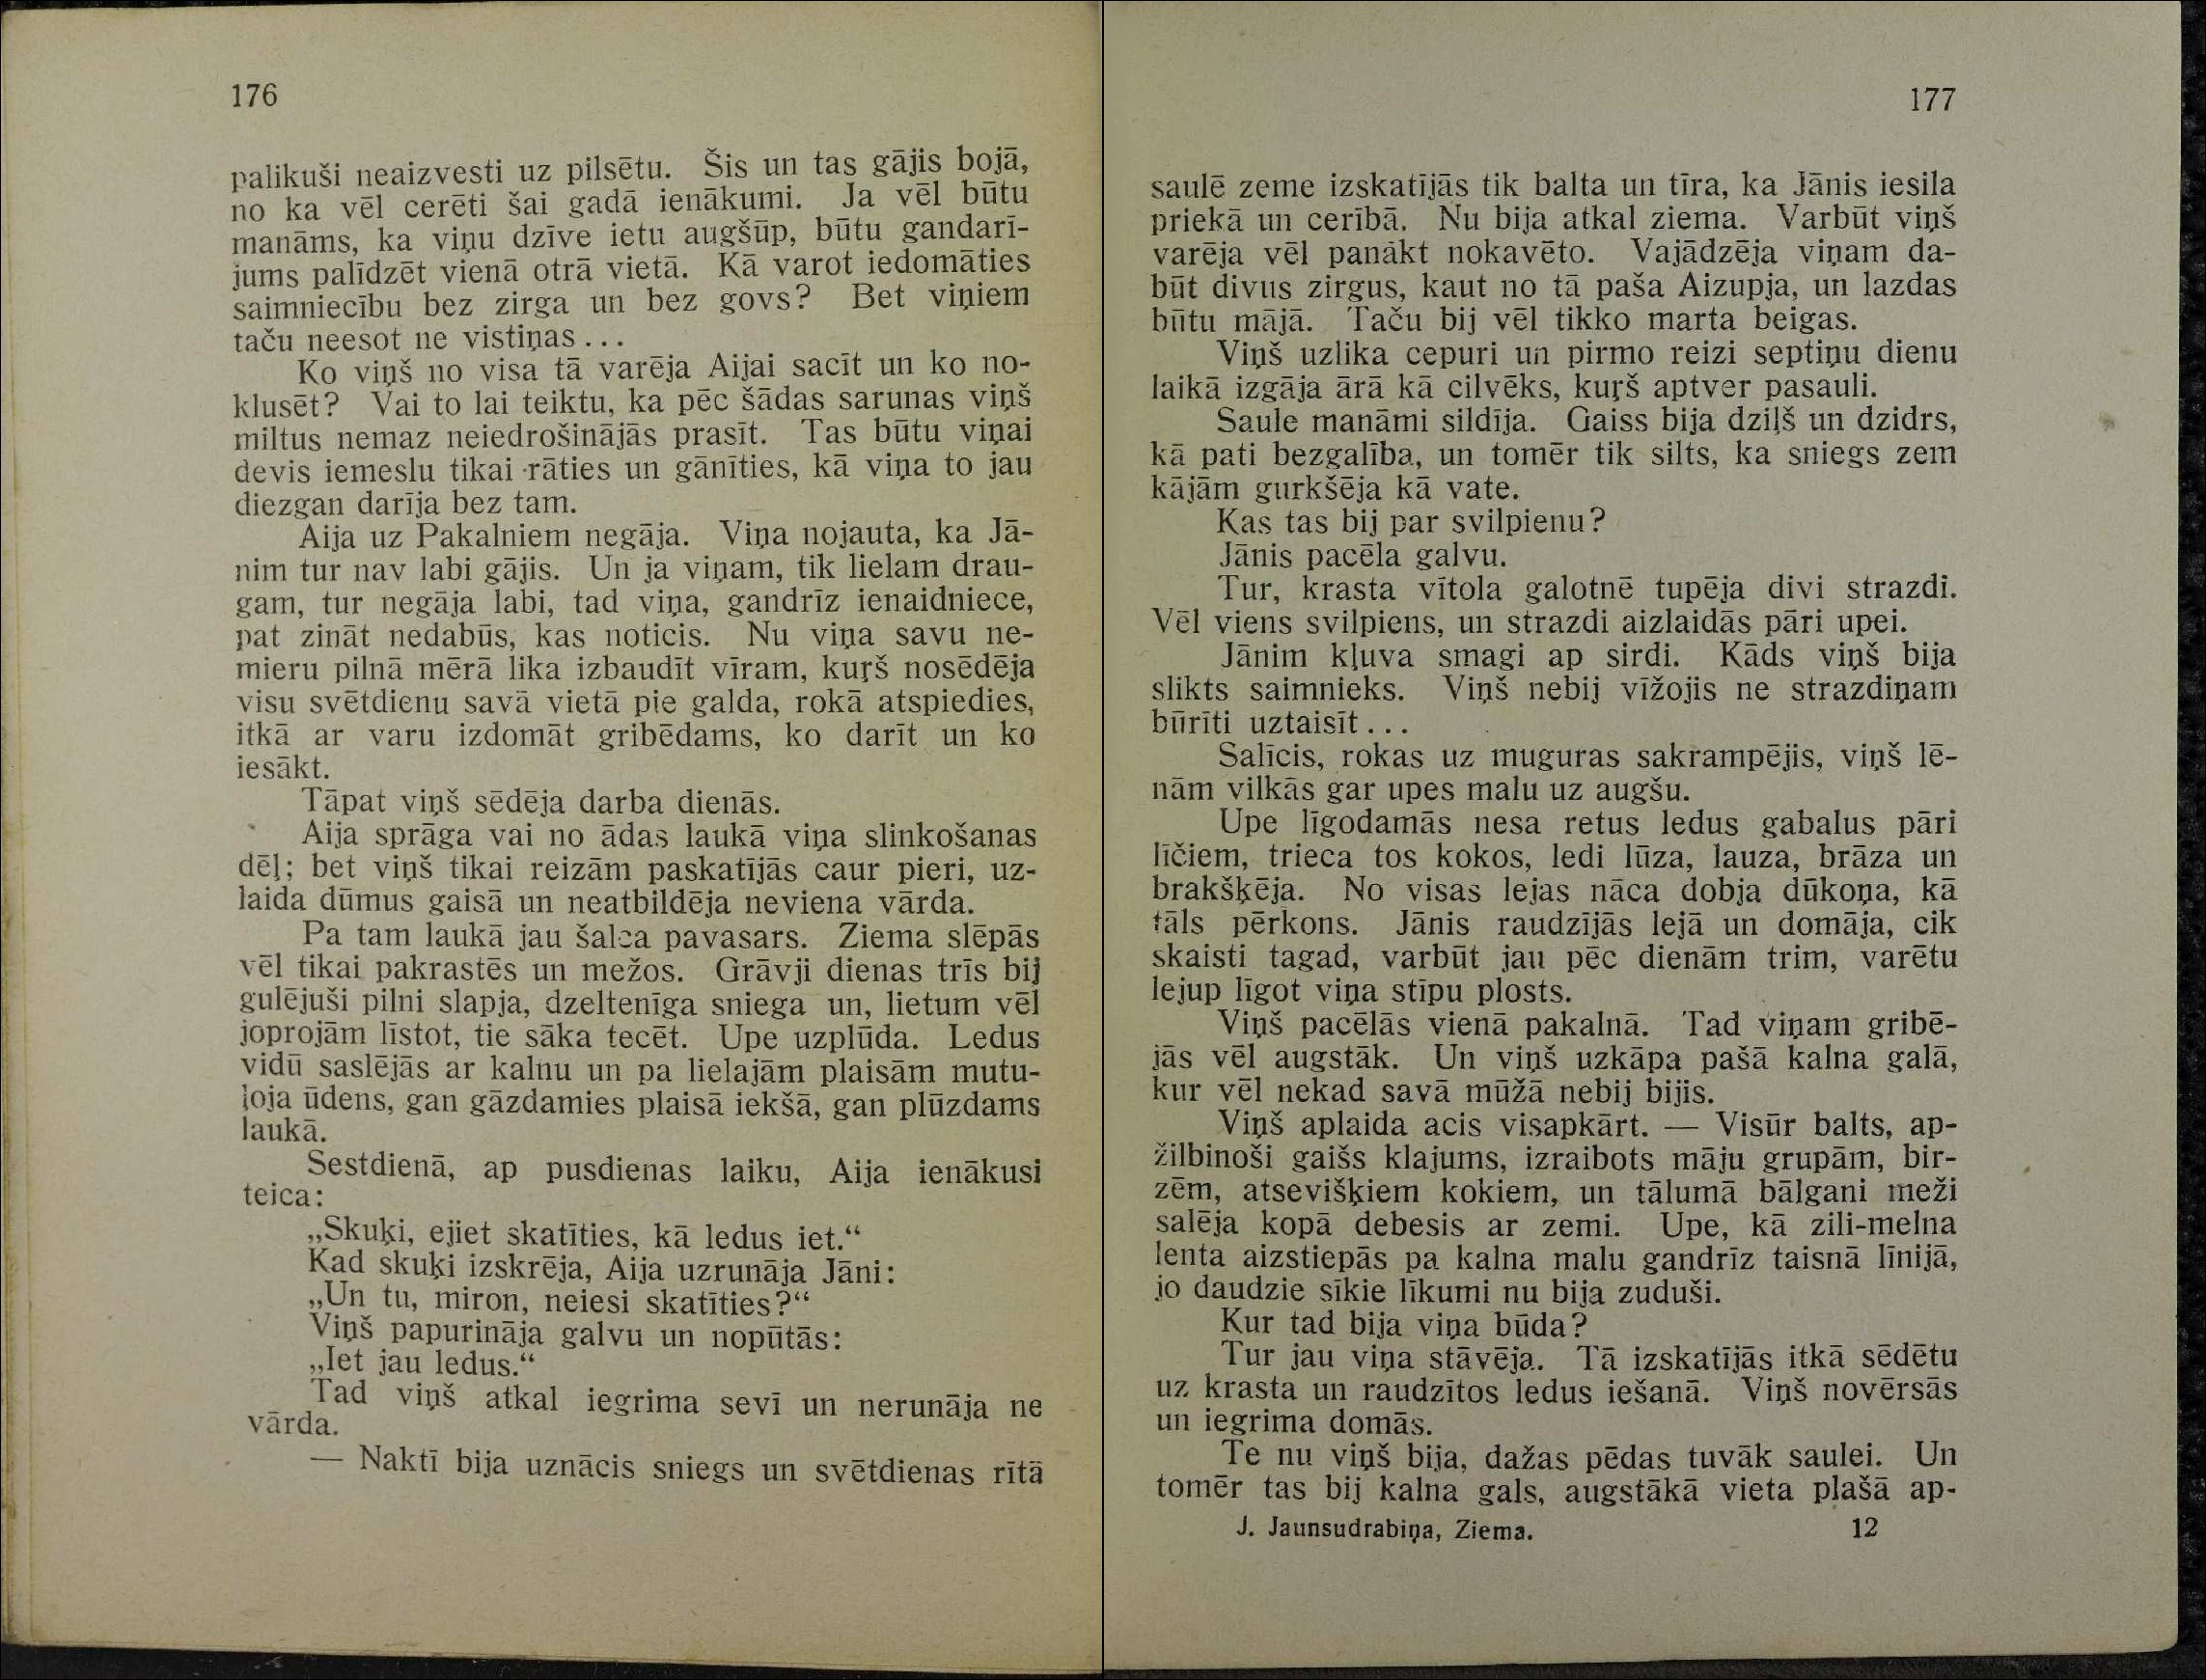 176
palikuši neaizvesti uz pilsētu. Šis un tas gājis bojā,
no ka vēl cerēti šai gadā ienākumi. Ja vēl būtu
manāms, ka viņu dzīve ietu augšūp, būtu gandarī-
jums palīdzēt vienā otrā vietā. Kā varot iedomāties
saimniecību bez zirga un bez govs? Bet viņiem
taču neesot ne vistiņas...
Ko viņš no visa tā varēja Aijai sacīt un ko no-
klusēt? Vai to lai teiktu, ka pēc šādas sarunas viņš
miltus nemaz neiedrošinājās prasīt. Tas būtu viņai
devis iemeslu tikai rāties un gānīties, kā viņa to jau
diezgan darīja bez tam.
Aija uz Pakalniem negāja. Viņa nojauta, ka Jā-
nim tur nav labi gājis. Un ja viņam, tik lielam drau-
gam, tur negāja labi, tad viņa, gandrīz ienaidniece,
pat zināt nedabūs, kas noticis. Nu viņa savu ne-
mieru pilnā mērā lika izbaudīt vīram, kuŗš nosēdēja
visu svētdienu savā vietā pie galda, rokā atspiedies,
itkā ar varu izdomāt gribēdams, ko darīt un ko
iesākt.
Tāpat viņš sēdēja darba dienās.
Aija sprāga vai no ādas laukā viņa slinkošanas
dēļ; bet viņš tikai reizām paskatījās caur pieri, uz-
laida dūmus gaisā un neatbildēja neviena vārda.
Pa tam laukā jau šalca pavasars. Ziema slēpās
vēl tikai pakrastēs un mežos. Grāvji dienas trīs bij
gulējuši pilni slapja, dzeltenīga sniega un, lietum vēl
joprojām līstot, tie sāka tecēt. Upe uzplūda. Ledus
vidū saslējās ar kalnu un pa lielajām plaisām mutu-
ļoja ūdens, gan gāzdamies plaisā iekšā, gan plūzdams
laukā.
Sestdienā, ap pusdienas laiku, Aija ienākusi
teica:
„Skuķi, ejiet skatīties, kā ledus iet.“
Kad skuķi izskrēja, Aija uzrunāja Jāni:
„Un tu, miron, neiesi skatīties?“
Viņš papurināja galvu un nopūtās:
„Iet jau ledus.“
Tad viņš atkal iegrima sevī un nerunāja ne
vārda.
— Naktī bija uznācis sniegs un svētdienas rītā
177
saulē zeme izskatījās tik balta un tīra, ka Jānis iesila
priekā un cerībā. Nu bija atkal ziema. Varbūt viņš
varēja vēl panākt nokavēto. Vajādzēja viņam da-
būt divus zirgus, kaut no tā paša Aizupja, un lazdas
būtu mājā. Taču bij vēl tikko marta beigas.
Viņš uzlika cepuri un pirmo reizi septiņu dienu
laikā izgāja ārā kā cilvēks, kuŗš aptver pasauli.
Saule manāmi sildīja. Gaiss bija dziļš un dzidrs,
kā pati bezgalība, un tomēr tik silts, ka sniegs zem
kājām gurkšēja kā vate.
Kas tas bij par svilpienu?
Jānis pacēla galvu.
Tur, krasta vītola galotnē tupēja divi strazdi.
Vēl viens svilpiens, un strazdi aizlaidās pāri upei.
Jānim kļuva smagi ap sirdi. Kāds viņš bija
slikts saimnieks. Viņš nebij vīžojis ne strazdiņam
būrīti uztaisīt...
Salīcis, rokas uz muguras sakrampējis, viņš lē-
nām vilkās gar upes malu uz augšu.
Upe līgodamās nesa retus ledus gabalus pāri
līčiem, trieca tos kokos, ledi lūza, lauza, brāza un
brakšķēja. No visas lejas nāca dobja dūkoņa, kā
tāls pērkons. Jānis raudzījās lejā un domāja, cik
skaisti tagad, varbūt jau pēc dienām trim, varētu
lejup līgot viņa stīpu plosts.
Viņš pacēlās vienā pakalnā. Tad viņam gribē-
jās vēl augstāk. Un viņš uzkāpa pašā kalna galā,
kur vēl nekad savā mūžā nebij bijis.
Viņš aplaida acis visapkārt. — Visūr balts, ap-
žilbinoši gaišs klajums, izraibots māju grupām, bir-
zēm, atsevišķiem kokiem, un tālumā bālgani meži
salēja kopā debesis ar zemi. Upe, kā zili-melna
lenta aizstiepās pa kalna malu gandrīz taisnā līnijā,
jo daudzie sīkie līkumi nu bija zuduši.
Kur tad bija viņa būda?
Tur jau viņa stāvēja. Tā izskatījās itkā sēdētu
uz krasta un raudzītos ledus iešanā. Viņš novērsās
un iegrima domās.
Te nu viņš bija, dažas pēdas tuvāk saulei. Un
tomēr tas bij kalna gals, augstākā vieta plašā ap-
J. Jaunsudrabiņa, Ziema. 12